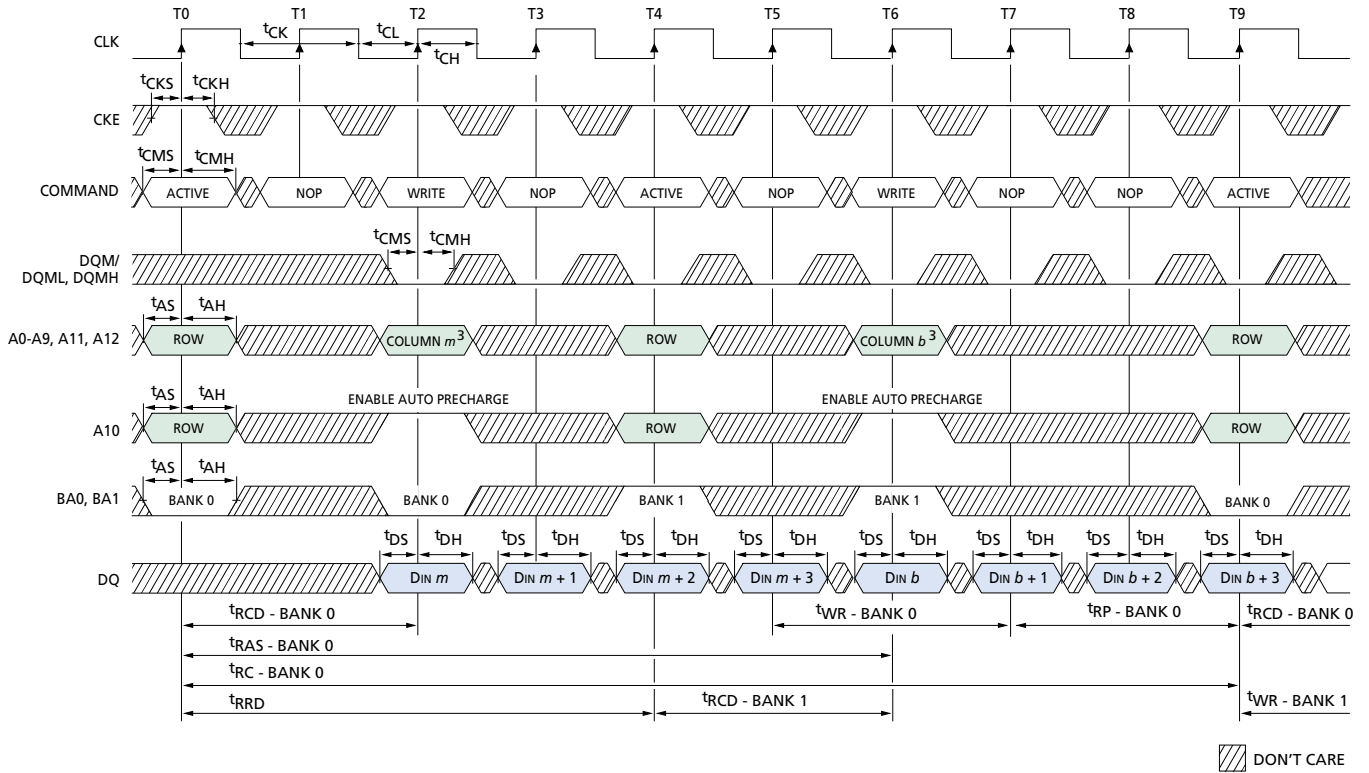 T0 T1 T2 T3 T4 T5 T6 T7 T8 T9
CLK
tCK tCL
tCH
tCKS tCKH
CKE
tCMS tCMH
COMMAND ACTIVE NOP WRITE NOP ACTIVE NOP WRITE NOP NOP ACTIVE
tCMS tCMH
DQM/
DQML, DQMH
tAS tAH
A0-A9, A11, A12 ROW COLUMN m3 ROW COLUMN b3 ROW
tAS tAH ENABLE AUTO PRECHARGE ENABLE AUTO PRECHARGE
A10 ROW ROW ROW
tAS tAH
BA0, BA1 BANK 0 BANK 0 BANK 1 BANK 1 BANK 0
tDS tDH tDS tDH tDS tDH tDS tDH tDS tDH tDS tDH tDS tDH tDS tDH
DQ DIN m DIN m + 1 DIN m + 2 DIN m + 3 DIN b DIN b + 1 DIN b + 2 DIN b + 3
tRCD - BANK 0 tWR - BANK 0 tRP - BANK 0 tRCD - BANK 0
tRAS - BANK 0
tRC - BANK 0
tRRD tRCD - BANK 1 tWR - BANK 1
DON'T CARE